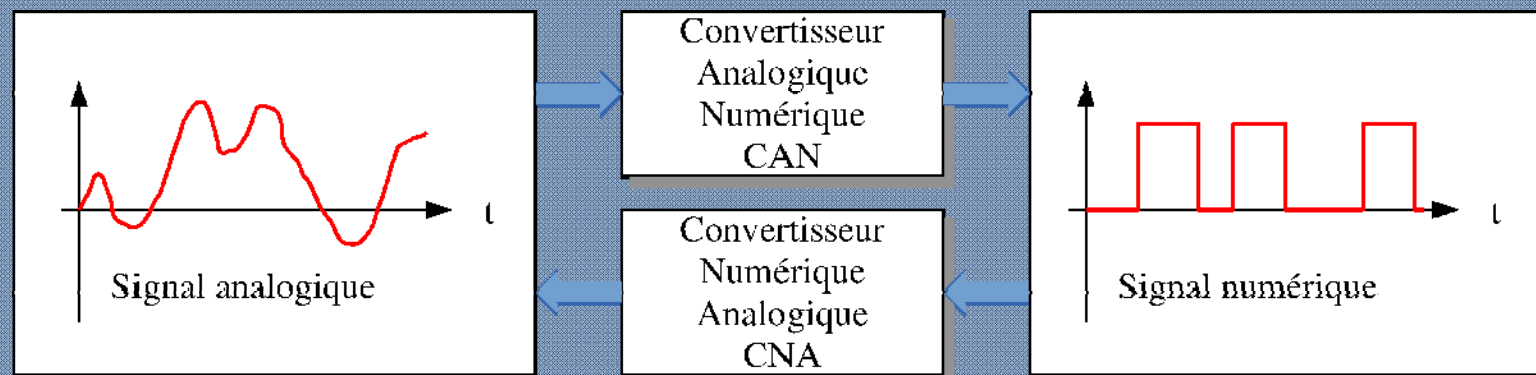 Convertisseur
Analogique
Numérique
CAN
t
Signal analogique
Convertisseur
Numérique
Analogique
CNA
t
Signal numérique